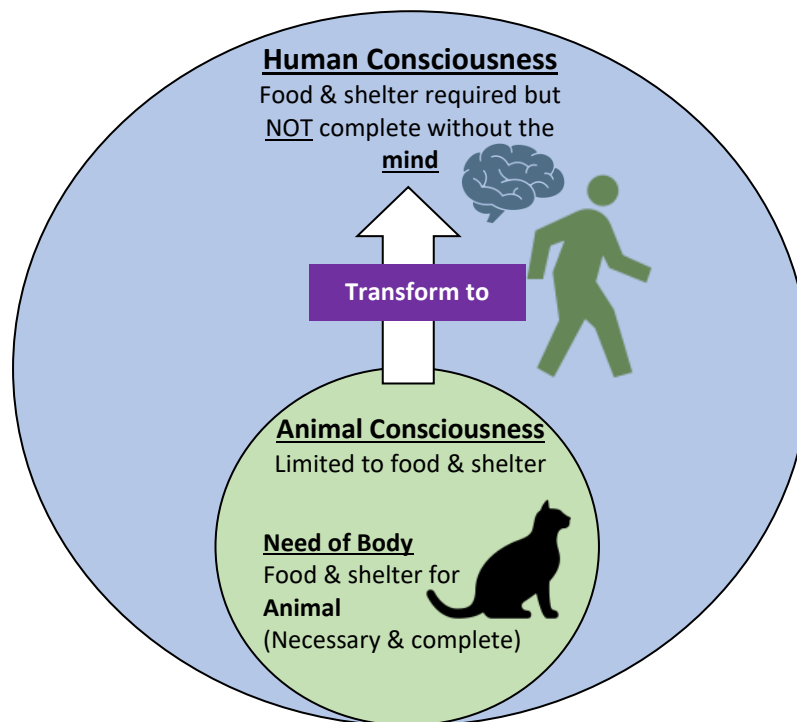 Human Consciousness
Food & shelter required but
NOT complete without the
mind
Transform to
Animal Consciousness
Limited to food & shelter
Need of Body
Food & shelter for
Animal
(Necessary & complete)